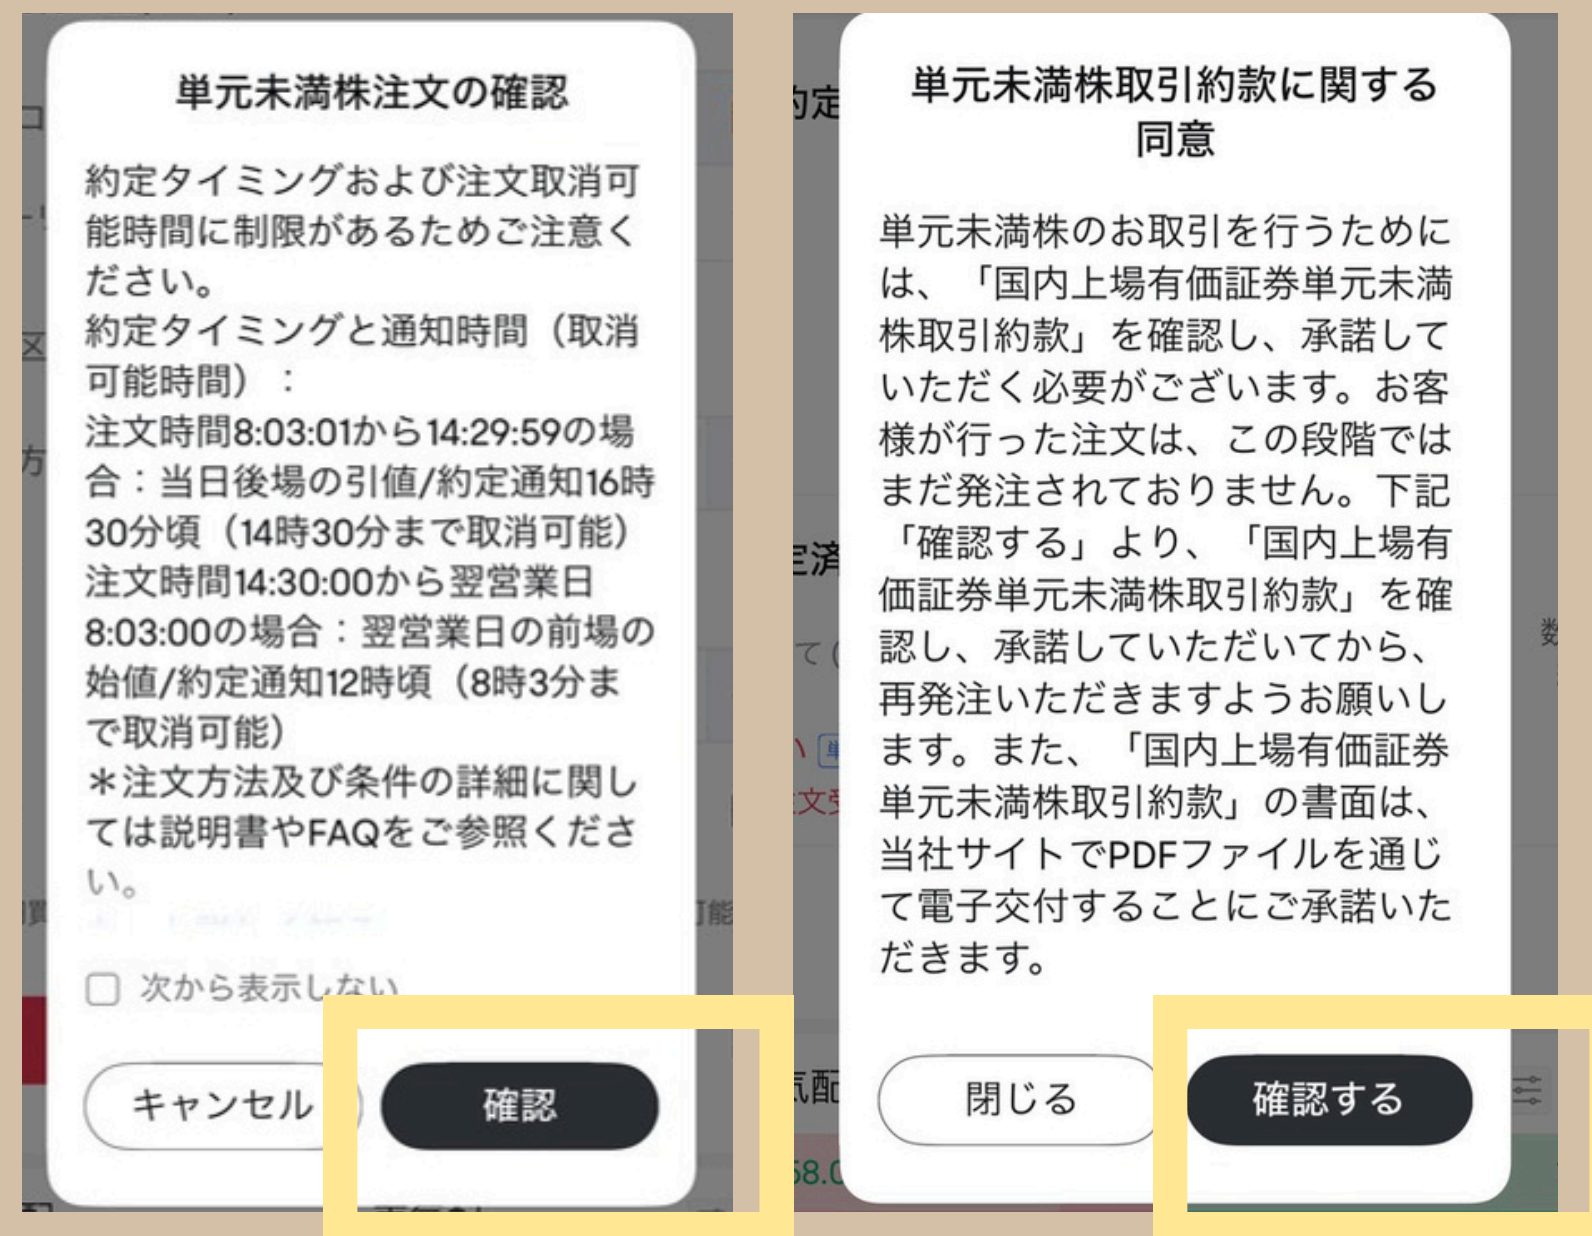 単元未満株注文の確認
約定タイミングおよび注文取消可
能時間に制限があるためご注意く
ださい。
約定タイミングと通知時間（取消
可能時間）：
注文時間8:03:01から14:29:59の場
合：当日後場の引値/約定通知16時
30分頃（14時30分まで取消可能）
注文時間14:30:00から翌営業日
8:03:00の場合：翌営業日の前場の
始値/約定通知12時頃（8時3分ま
で取消可能）
＊注文方法及び条件の詳細に関し
ては説明書やFAQをご参照くださ
い。
次から表示しない
キャンセル
確認
区
方
買
可能
単元未満株取引約款に関する
同意
単元未満株のお取引を行うために
は、「国内上場有価証券単元未満
株取引約款」を確認し、承諾して
いただく必要がございます。お客
様が行った注文は、この段階では
まだ発注されておりません。下記
「確認する」より、「国内上場有
価証券単元未満株取引約款」を確
認し、承諾していただいてから、
再発注いただきますようお願いし
ます。また、「国内上場有価証券
単元未満株取引約款」の書面は、
当社サイトでPDFファイルを通じ
て電子交付することにご承諾いた
だきます。
閉じる
確認する
約定
定済
て(
数
い
単
文受
気配
58.0